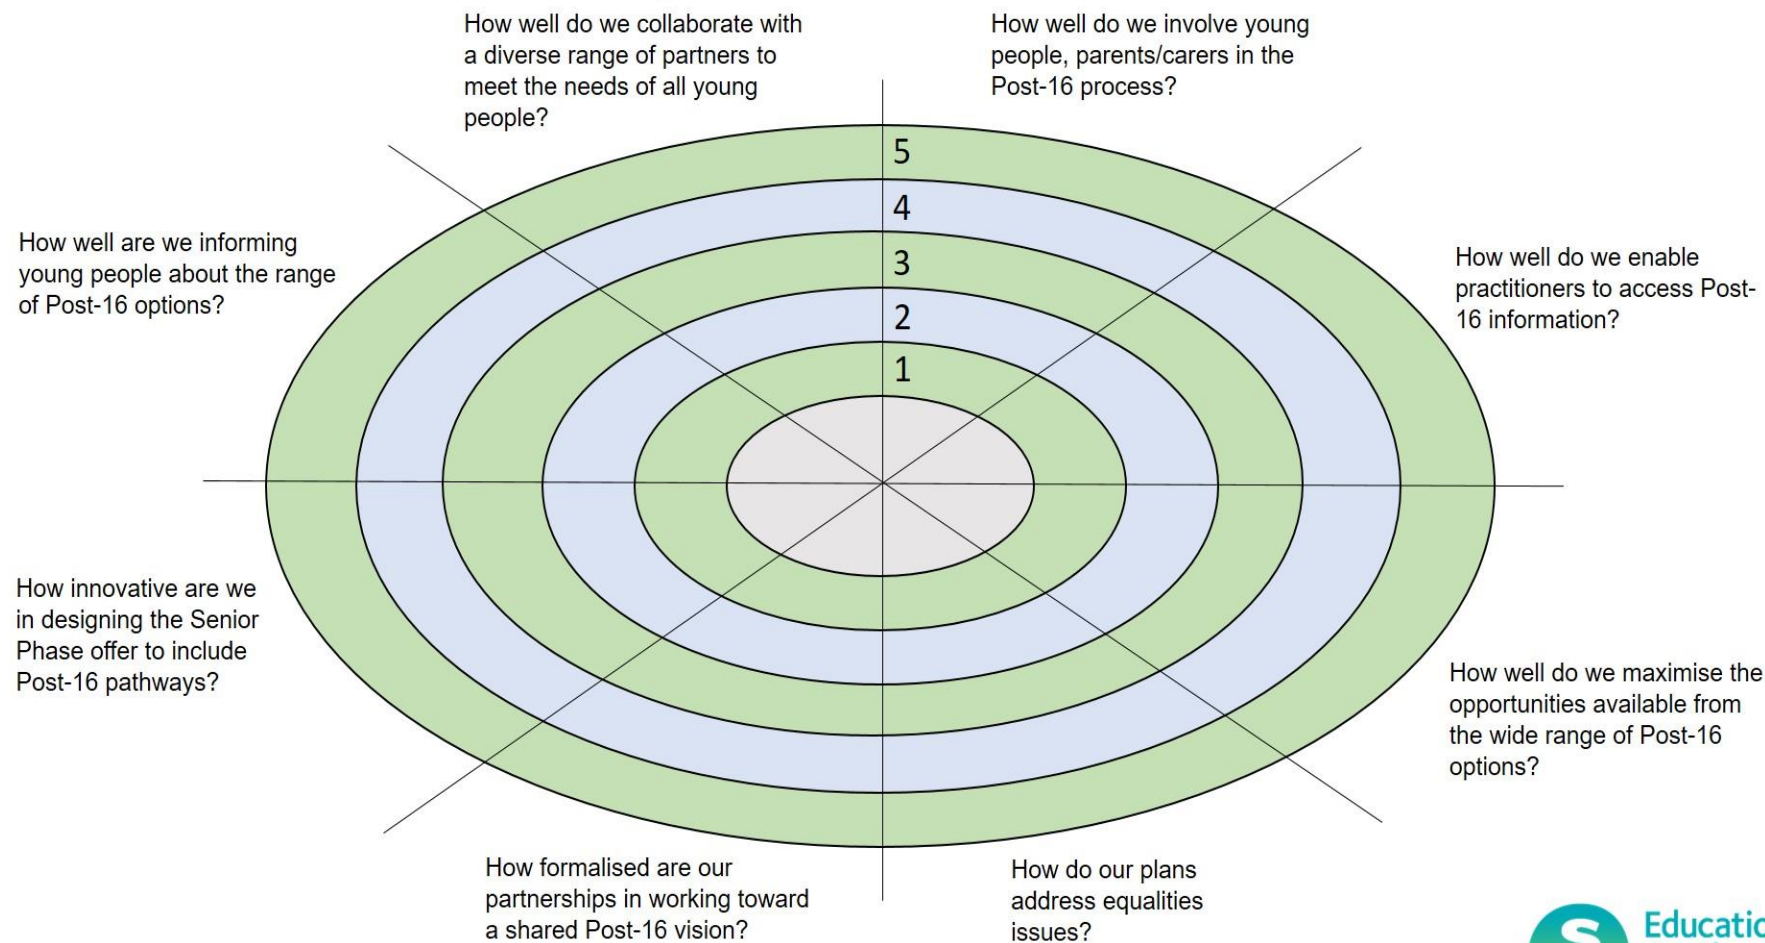 How well do we collaborate with
a diverse range of partners to
meet the needs of all young
people?
How well do we involve young
people, parents/carers in the
Post-16 process?
5
4
3
2
1
How well are we informing
young people about the range
of Post-16 options?
How well do we enable
practitioners to access Post-
16 information?
How innovative are we
in designing the Senior
Phase offer to include
Post-16 pathways?
How well do we maximise the
opportunities available from
the wide range of Post-16
options?
How formalised are our
partnerships in working toward
a shared Post-16 vision?
How do our plans
address equalities
issues?
S
Educatio